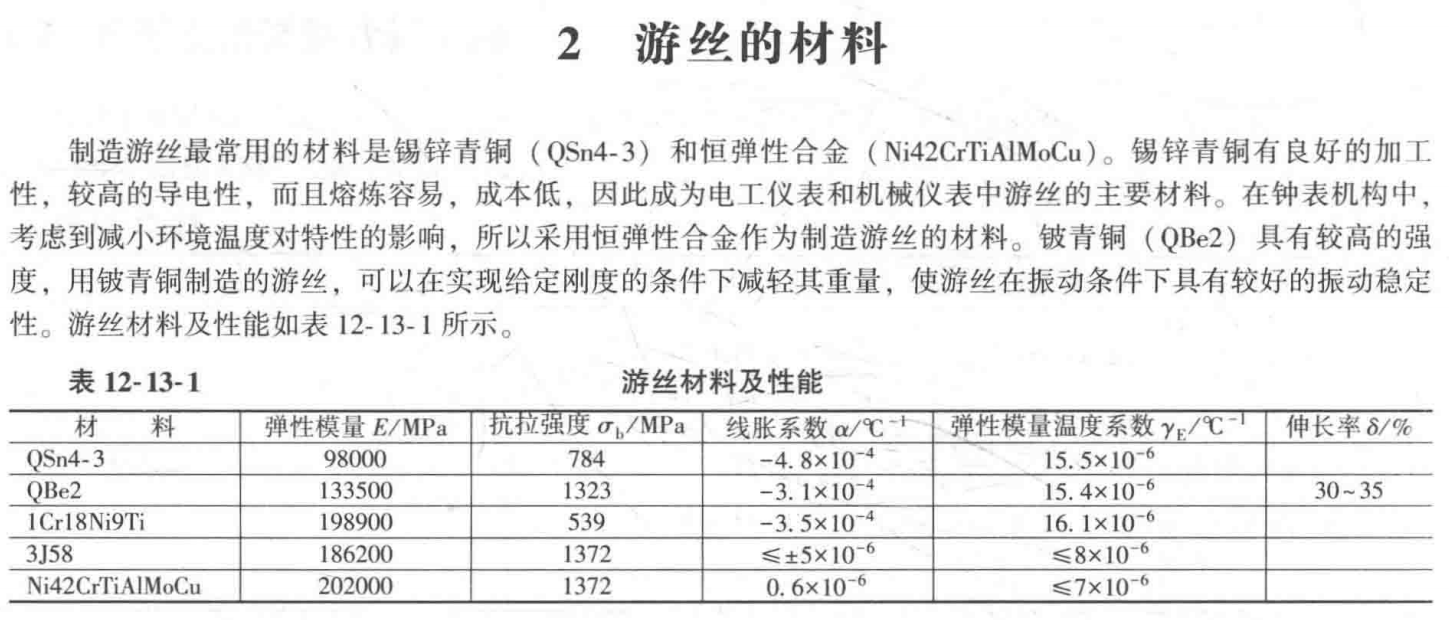 2 游丝的材料
制造游丝最常用的材料是锡锌青铜（QSn4-3）和恒弹性合金（Ni42CrTiAlMoCu）。锡锌青铜有良好的加工
性，较高的导电性，而且熔炼容易，成本低，因此成为电工仪表和机械仪表中游丝的主要材料。在钟表机构中，
考虑到减小环境温度对特性的影响，所以采用恒弹性合金作为制造游丝的材料。铍青铜（QBe2）具有较高的强
度，用铍青铜制造的游丝，可以在实现给定刚度的条件下减轻其重量，使游丝在振动条件下具有较好的振动稳定
性。游丝材料及性能如表 12-13-1 所示。
表 12-13-1 游丝材料及性能
材 料 弹性模量 E/MPa 抗拉强度 σb/MPa 线胀系数 α/℃⁻¹ 弹性模量温度系数 γE/℃⁻¹ 伸长率 δ/%
QSn4-3 98000 784 −4.8×10⁻⁴ 15.5×10⁻⁶
QBe2 133500 1323 −3.1×10⁻⁴ 15.4×10⁻⁶ 30~35
1Cr18Ni9Ti 198900 539 −3.5×10⁻⁴ 16.1×10⁻⁶
3J58 186200 1372 ≤±5×10⁻⁶ ≤8×10⁻⁶
Ni42CrTiAlMoCu 202000 1372 0.6×10⁻⁶ ≤7×10⁻⁶